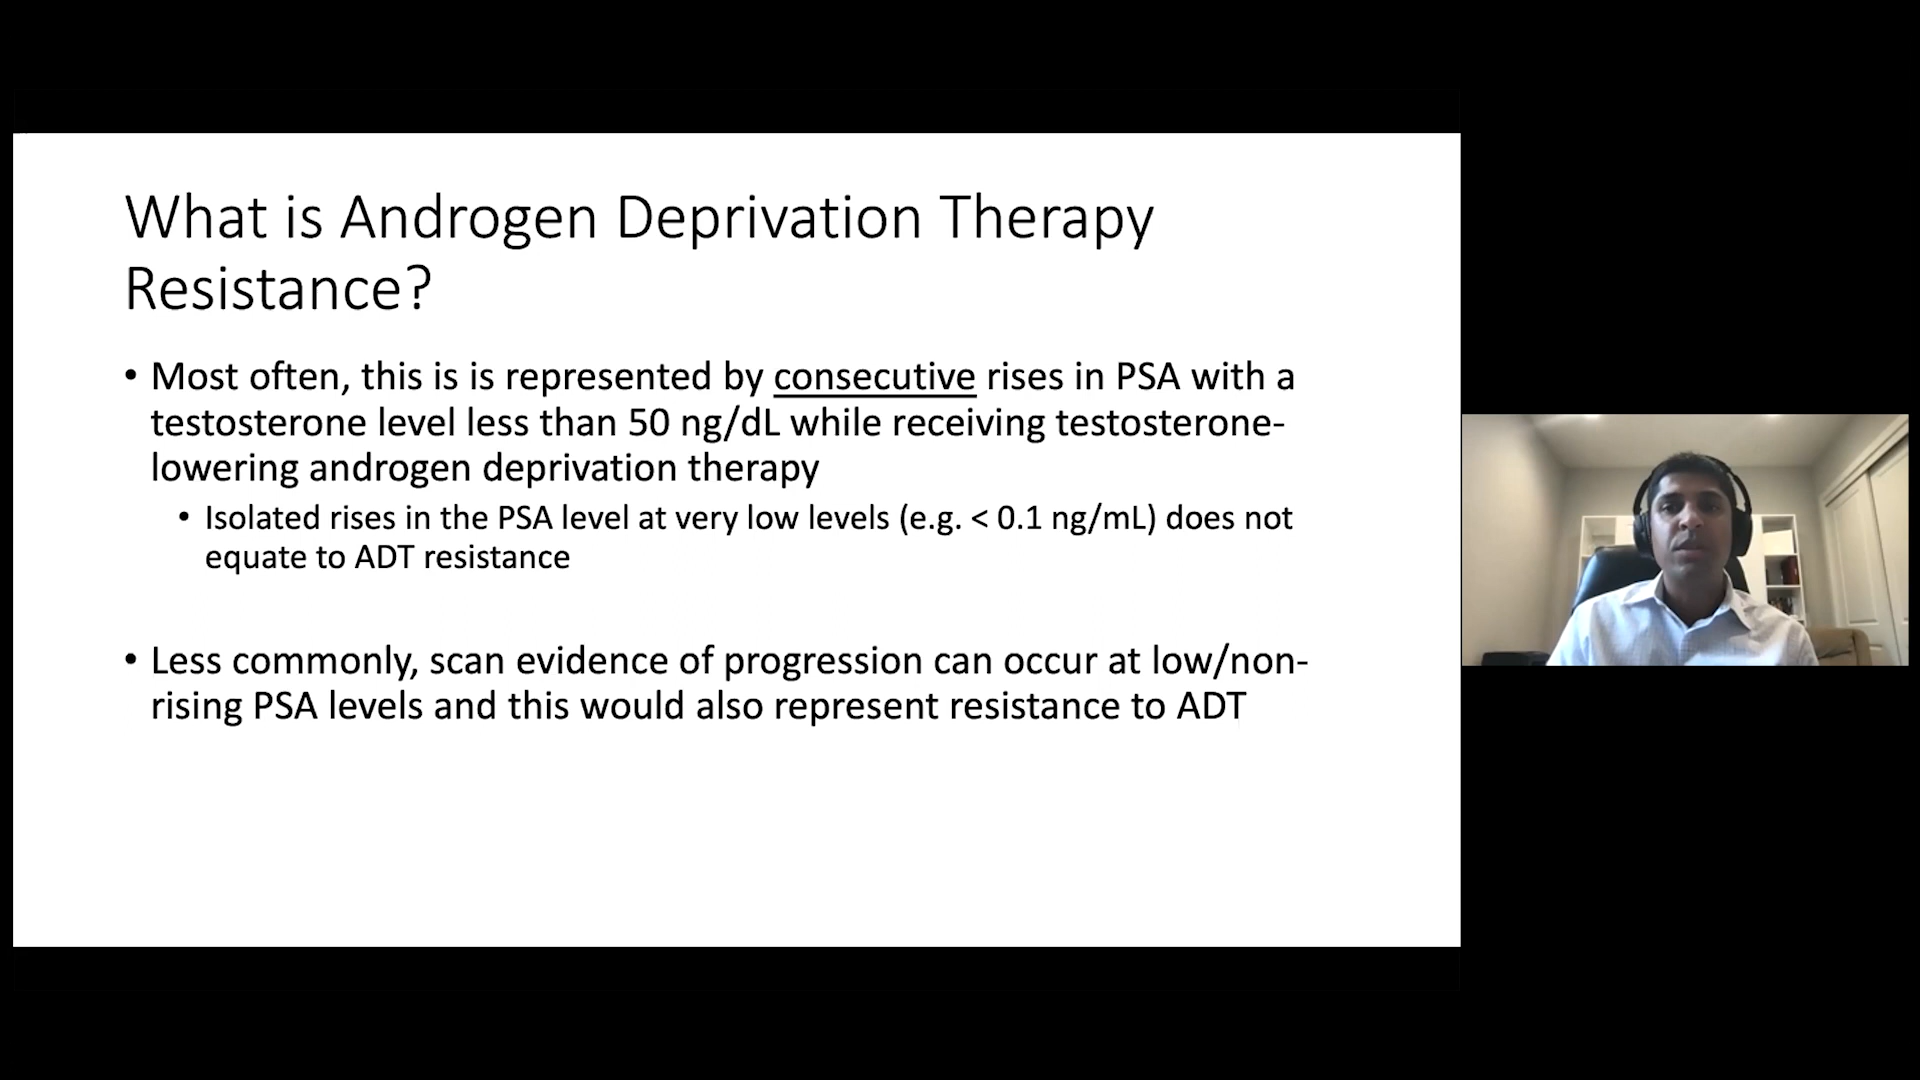 What is Androgen Deprivation Therapy
Resistance?
• Most often, this is is represented by consecutive rises in PSA with a
testosterone level less than 50 ng/dL while receiving testosterone-
lowering androgen deprivation therapy
• Isolated rises in the PSA level at very low levels (e.g. < 0.1 ng/mL) does not
equate to ADT resistance
• Less commonly, scan evidence of progression can occur at low/non-
rising PSA levels and this would also represent resistance to ADT